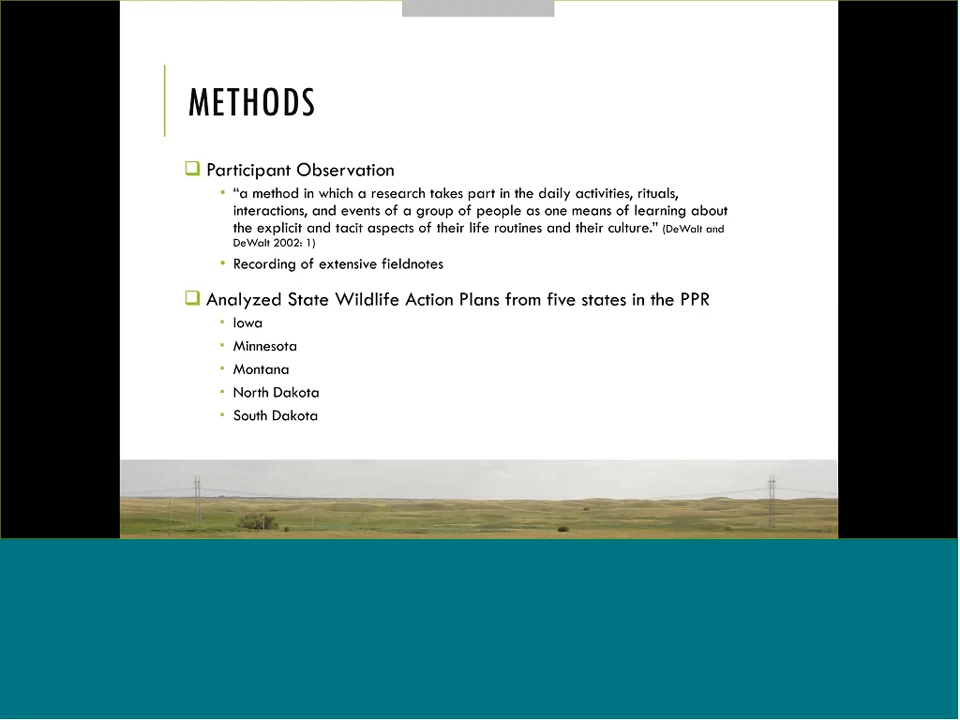 METHODS
Participant Observation
“a method in which a research takes part in the daily activities, rituals,
interactions, and events of a group of people as one means of learning about
the explicit and tacit aspects of their life routines and their culture.” (DeWalt and
DeWalt 2002: 1)
Recording of extensive fieldnotes
Analyzed State Wildlife Action Plans from five states in the PPR
Iowa
Minnesota
Montana
North Dakota
South Dakota